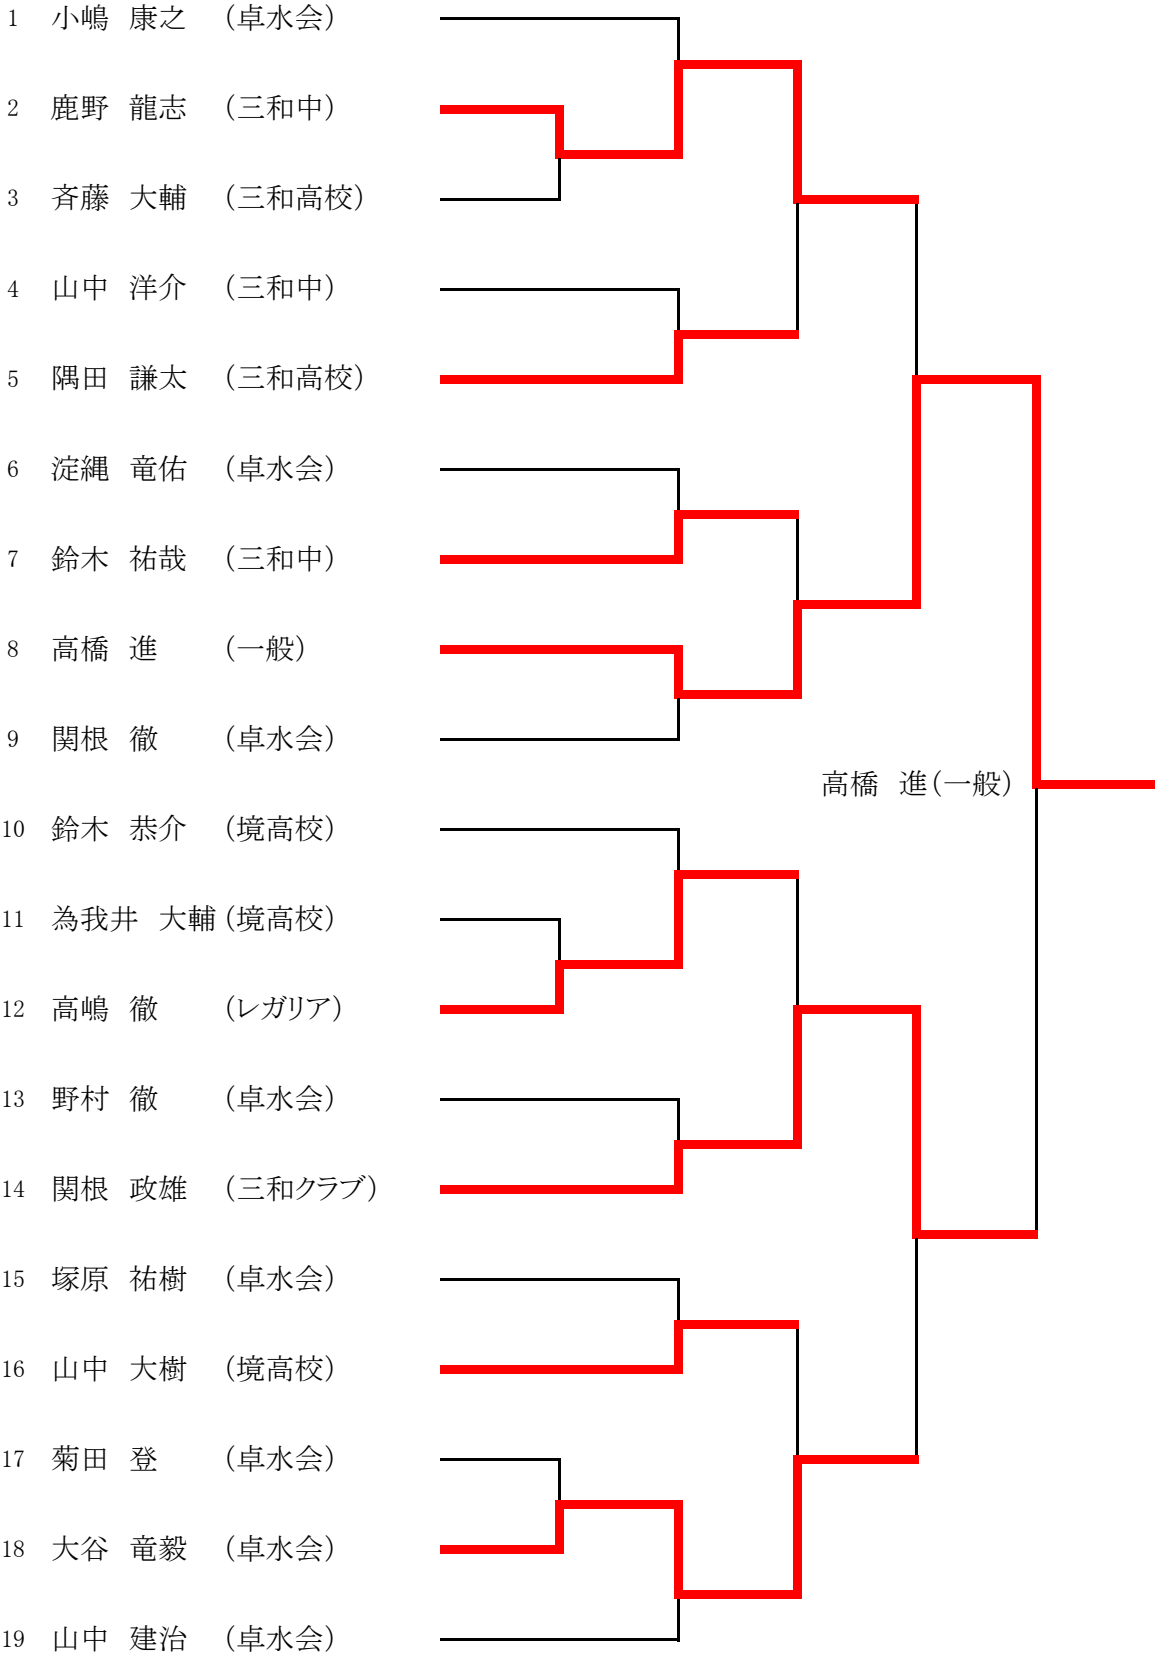 1 小嶋 康之 (卓水会)
2 鹿野 龍志 (三和中)
3 斉藤 大輔 (三和高校)
4 山中 洋介 (三和中)
5 隅田 謙太 (三和高校)
6 淀縄 竜佑 (卓水会)
7 鈴木 祐哉 (三和中)
8 高橋 進 (一般)
9 関根 徹 (卓水会)
高橋 進(一般)
10 鈴木 恭介 (境高校)
11 為我井 大輔 (境高校)
12 高嶋 徹 (レガリア)
13 野村 徹 (卓水会)
14 関根 政雄 (三和クラブ)
15 塚原 祐樹 (卓水会)
16 山中 大樹 (境高校)
17 菊田 登 (卓水会)
18 大谷 竜毅 (卓水会)
19 山中 建治 (卓水会)